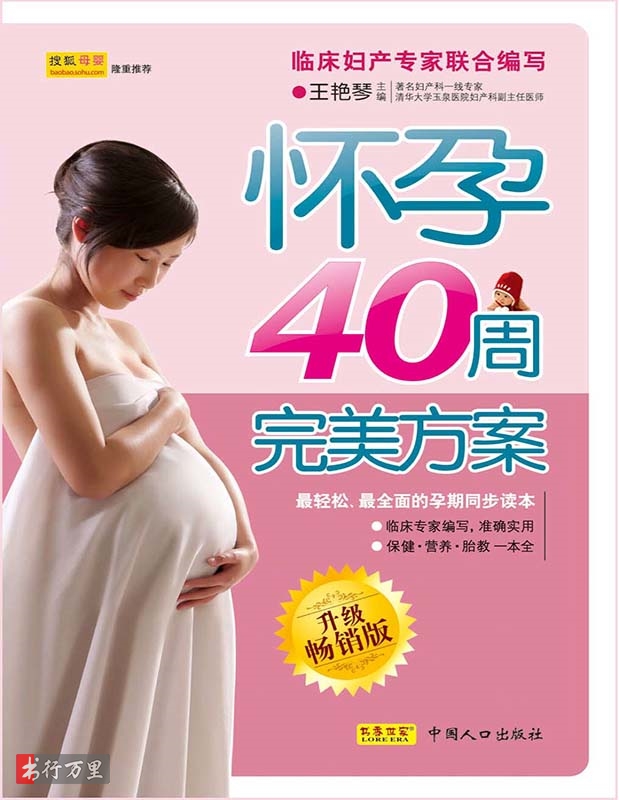 搜狐 母婴
baobao.sohu.com
隆重推荐
临床妇产专家联合编写
●王艳琴 主编
著名妇产科一线专家
清华大学玉泉医院妇产科副主任医师
怀孕
40周
完美方案
最轻松、最全面的孕期同步读本
●临床专家编写，准确实用
●保健·营养·胎教一本全
升级
畅销版
书香世家
LORE ERA
中国人口出版社
书行万里